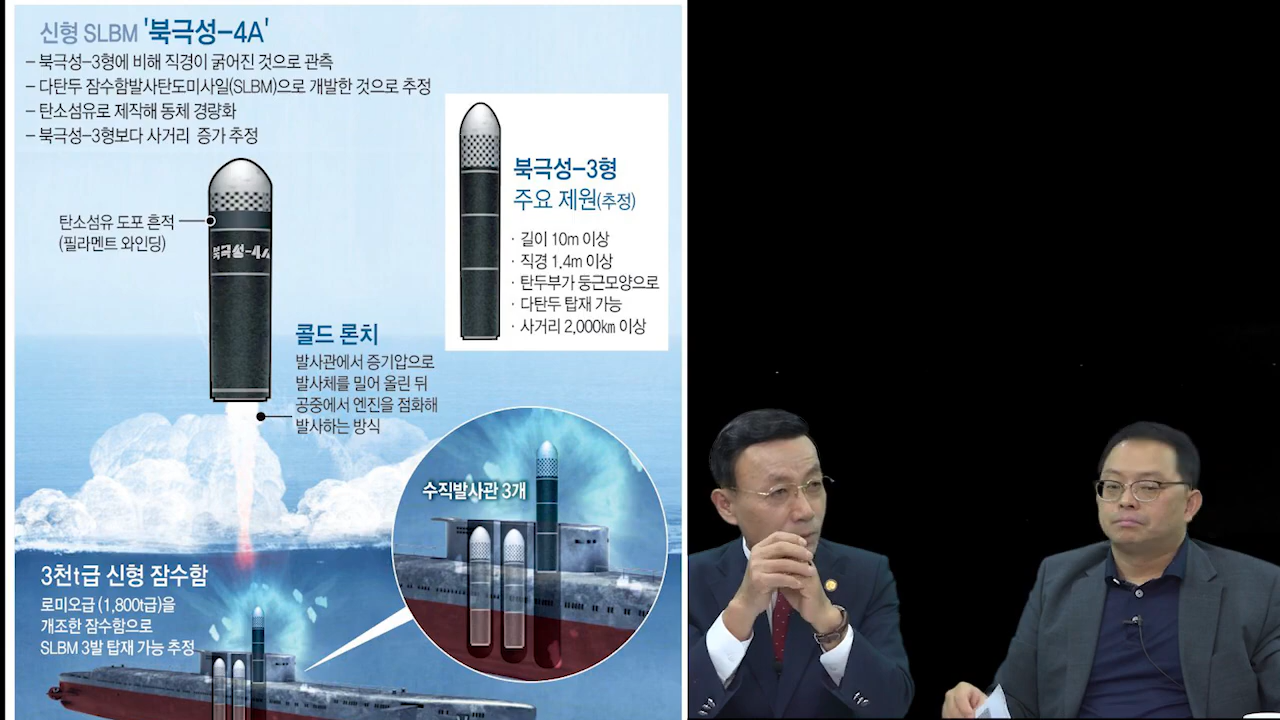 신형 SLBM '북극성-4A'
- 북극성-3형에 비해 직경이 굵어진 것으로 관측
- 다탄두 잠수함발사탄도미사일(SLBM)으로 개발한 것으로 추정
- 탄소섬유로 제작해 동체 경량화
- 북극성-3형보다 사거리 증가 추정
탄소섬유 도포 흔적
(필라멘트 와인딩)
북극성-4A
북극성-3형
주요 제원(추정)
· 길이 10m 이상
· 직경 1.4m 이상
· 탄두부가 둥근모양으로
· 다탄두 탑재 가능
· 사거리 2,000km 이상
콜드 론치
발사관에서 증기압으로
발사체를 밀어 올린 뒤
공중에서 엔진을 점화해
발사하는 방식
수직발사관 3개
3천t급 신형 잠수함
로미오급 (1,800t급)을
개조한 잠수함으로
SLBM 3발 탑재 가능 추정